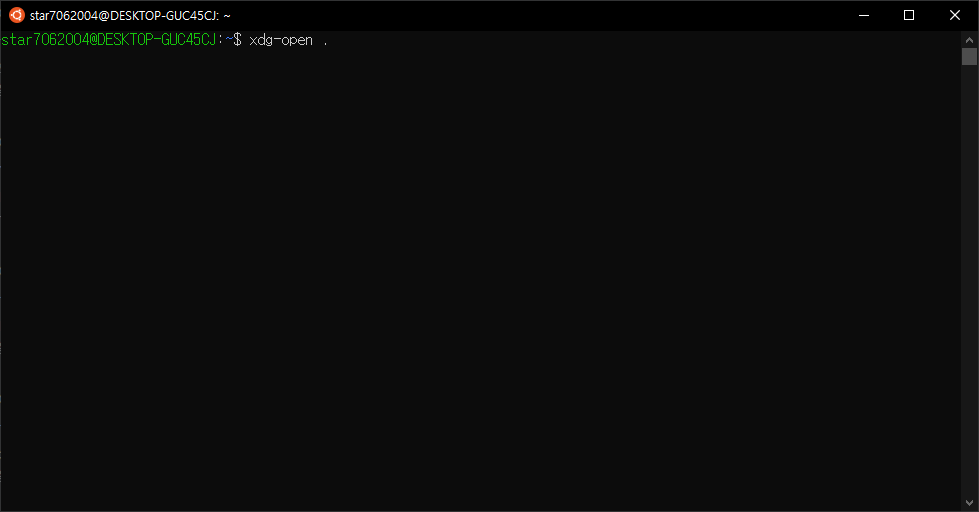 star7062004@DESKTOP-GUC45CJ: ~
star7062004@DESKTOP-GUC45CJ:~$ xdg-open .